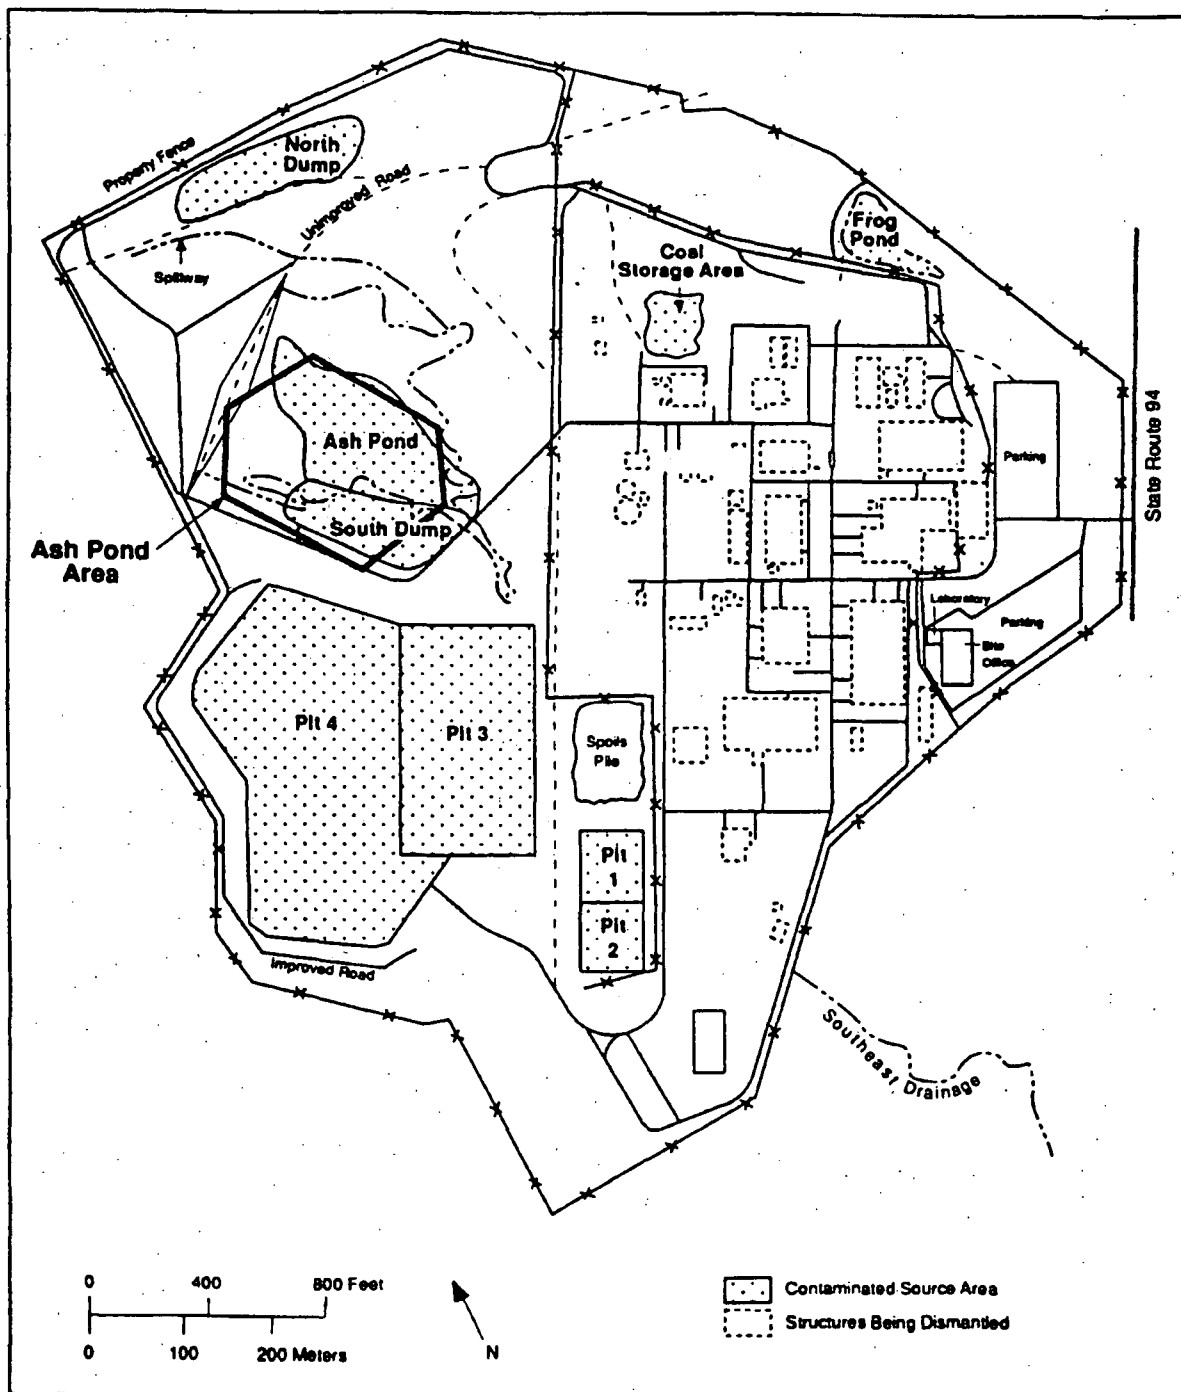 North
Dump
Property Fence
Unimproved Road
Spillway
Frog
Pond
Coal
Storage Area
Ash Pond
South Dump
Ash Pond
Area
Parking
State Route 94
Laboratory
Parking
Site
Office
Pit 4
Pit 3
Spoils
Pile
Pit
1
Pit
2
Improved Road
Southeast Drainage
0 400 800 Feet
0 100 200 Meters
N
Contaminated Source Area
Structures Being Dismantled